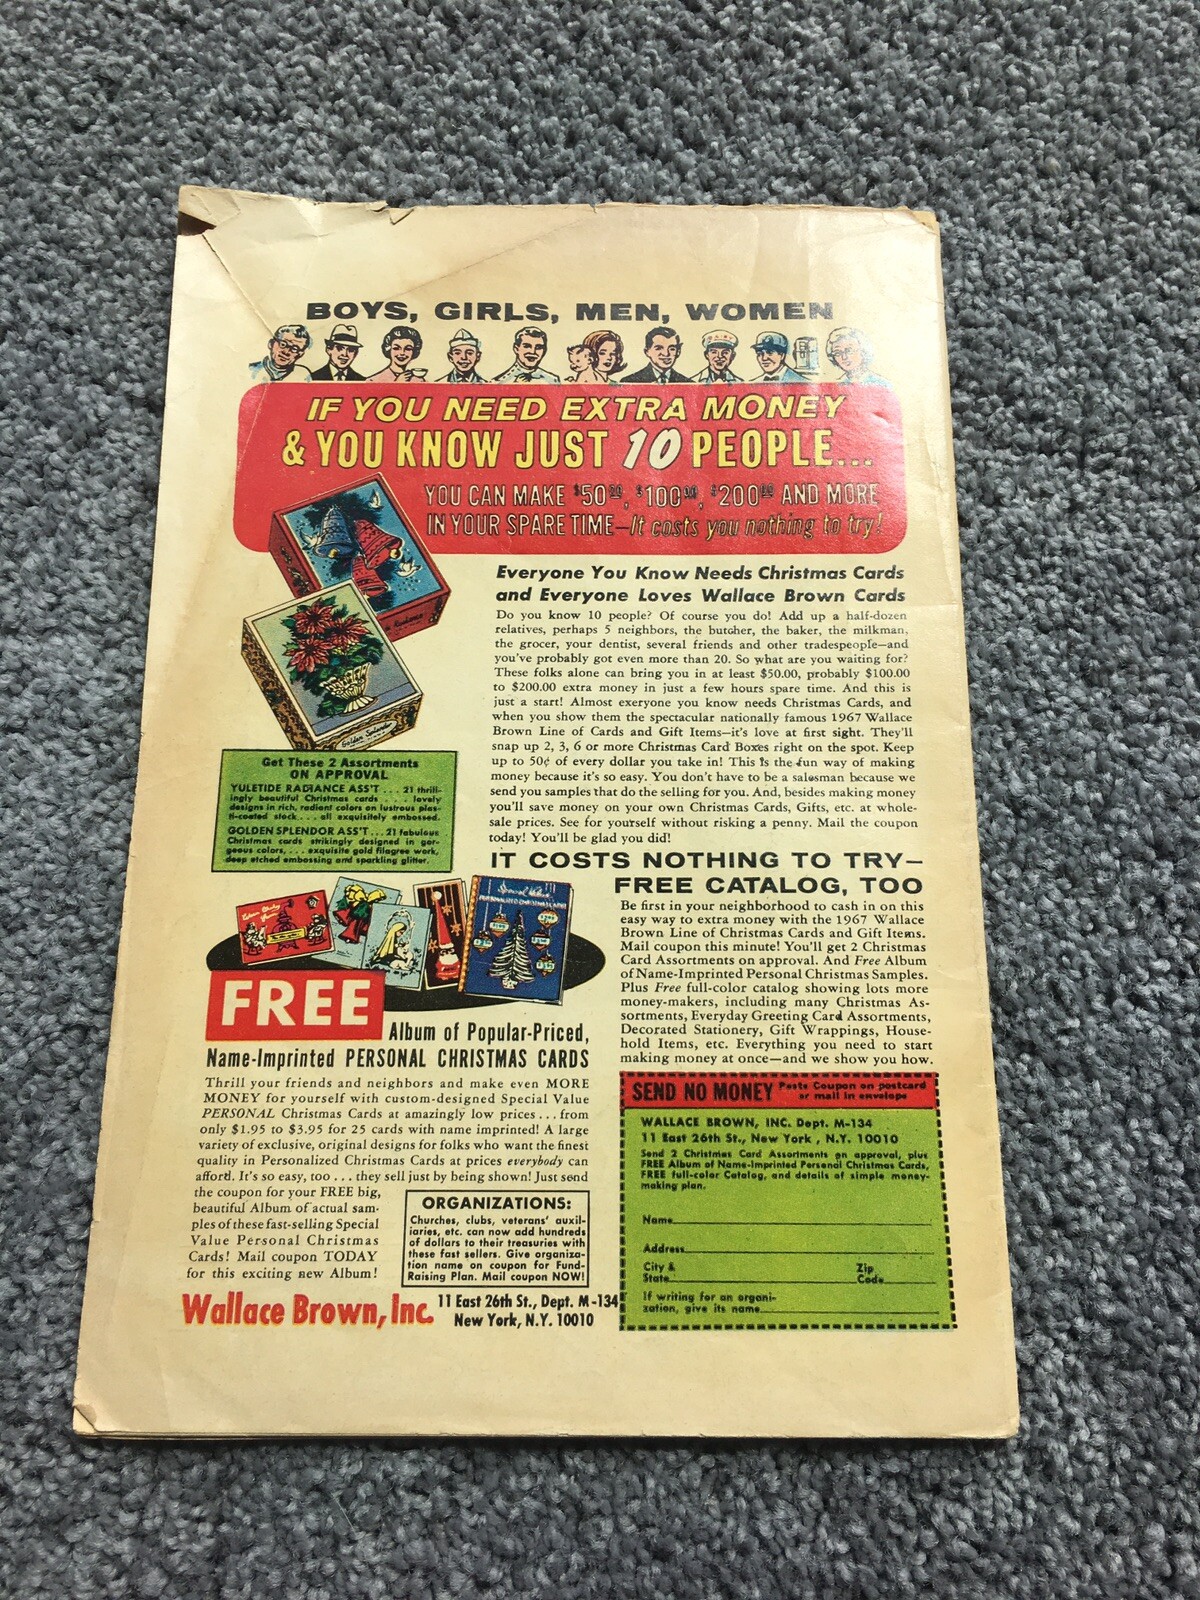 BOYS, GIRLS, MEN, WOMEN
IF YOU NEED EXTRA MONEY
& YOU KNOW JUST 10 PEOPLE...
YOU CAN MAKE $50.00, $100.00, $200.00 AND MORE
IN YOUR SPARE TIME—It costs you nothing to try!
Golden Splendor
Everyone You Know Needs Christmas Cards
and Everyone Loves Wallace Brown Cards
Do you know 10 people? Of course you do! Add up a half-dozen
relatives, perhaps 5 neighbors, the butcher, the baker, the milkman,
the grocer, your dentist, several friends and other tradespeople—and
you've probably got even more than 20. So what are you waiting for?
These folks alone can bring you in at least $50.00, probably $100.00
to $200.00 extra money in just a few hours spare time. And this is
just a start! Almost everyone you know needs Christmas Cards, and
when you show them the spectacular nationally famous 1967 Wallace
Brown Line of Cards and Gift Items—it's love at first sight. They'll
snap up 2, 3, 6 or more Christmas Card Boxes right on the spot. Keep
up to 50¢ of every dollar you take in! This is the fun way of making
money because it's so easy. You don't have to be a salesman because we
send you samples that do the selling for you. And, besides making money
you'll save money on your own Christmas Cards, Gifts, etc. at whole-
sale prices. See for yourself without risking a penny. Mail the coupon
today! You'll be glad you did!
Get These 2 Assortments
ON APPROVAL
YULETIDE RADIANCE ASS'T . . . 21 thrill-
ingly beautiful Christmas cards . . . lovely
designs in rich, radiant colors on lustrous plas-
ti-coated stock . . . all exquisitely embossed.
GOLDEN SPLENDOR ASS'T . . . 21 fabulous
Christmas cards strikingly designed in gor-
geous colors, . . . exquisite gold filagree work,
deep etched embossing and sparkling glitter.
IT COSTS NOTHING TO TRY—
FREE CATALOG, TOO
Be first in your neighborhood to cash in on this
easy way to extra money with the 1967 Wallace
Brown Line of Christmas Cards and Gift Items.
Mail coupon this minute! You'll get 2 Christmas
Card Assortments on approval. And Free Album
of Name-Imprinted Personal Christmas Samples.
Plus Free full-color catalog showing lots more
money-makers, including many Christmas As-
sortments, Everyday Greeting Card Assortments,
Decorated Stationery, Gift Wrappings, House-
hold Items, etc. Everything you need to start
making money at once—and we show you how.
Special Value
PERSONALIZED CHRISTMAS CARDS
FREE
Album of Popular-Priced,
Name-Imprinted PERSONAL CHRISTMAS CARDS
Thrill your friends and neighbors and make even MORE
MONEY for yourself with custom-designed Special Value
PERSONAL Christmas Cards at amazingly low prices . . . from
only $1.95 to $3.95 for 25 cards with name imprinted! A large
variety of exclusive, original designs for folks who want the finest
quality in Personalized Christmas Cards at prices everybody can
afford. It's so easy, too . . . they sell just by being shown! Just send
the coupon for your FREE big,
beautiful Album of actual sam-
ples of these fast-selling Special
Value Personal Christmas
Cards! Mail coupon TODAY
for this exciting new Album!
ORGANIZATIONS:
Churches, clubs, veterans' auxil-
iaries, etc. can now add hundreds
of dollars to their treasuries with
these fast sellers. Give organiza-
tion name on coupon for Fund-
Raising Plan. Mail coupon NOW!
Wallace Brown, Inc.
11 East 26th St., Dept. M-134
New York, N.Y. 10010
SEND NO MONEY Paste Coupon on postcard
or mail in envelope
WALLACE BROWN, INC. Dept. M-134
11 East 26th St., New York , N.Y. 10010
Send 2 Christmas Card Assortments on approval, plus
FREE Album of Name-Imprinted Personal Christmas Cards,
FREE full-color Catalog, and details of simple money-
making plan.
Name
Address
City & State Zip Code
If writing for an organi-
zation, give its name